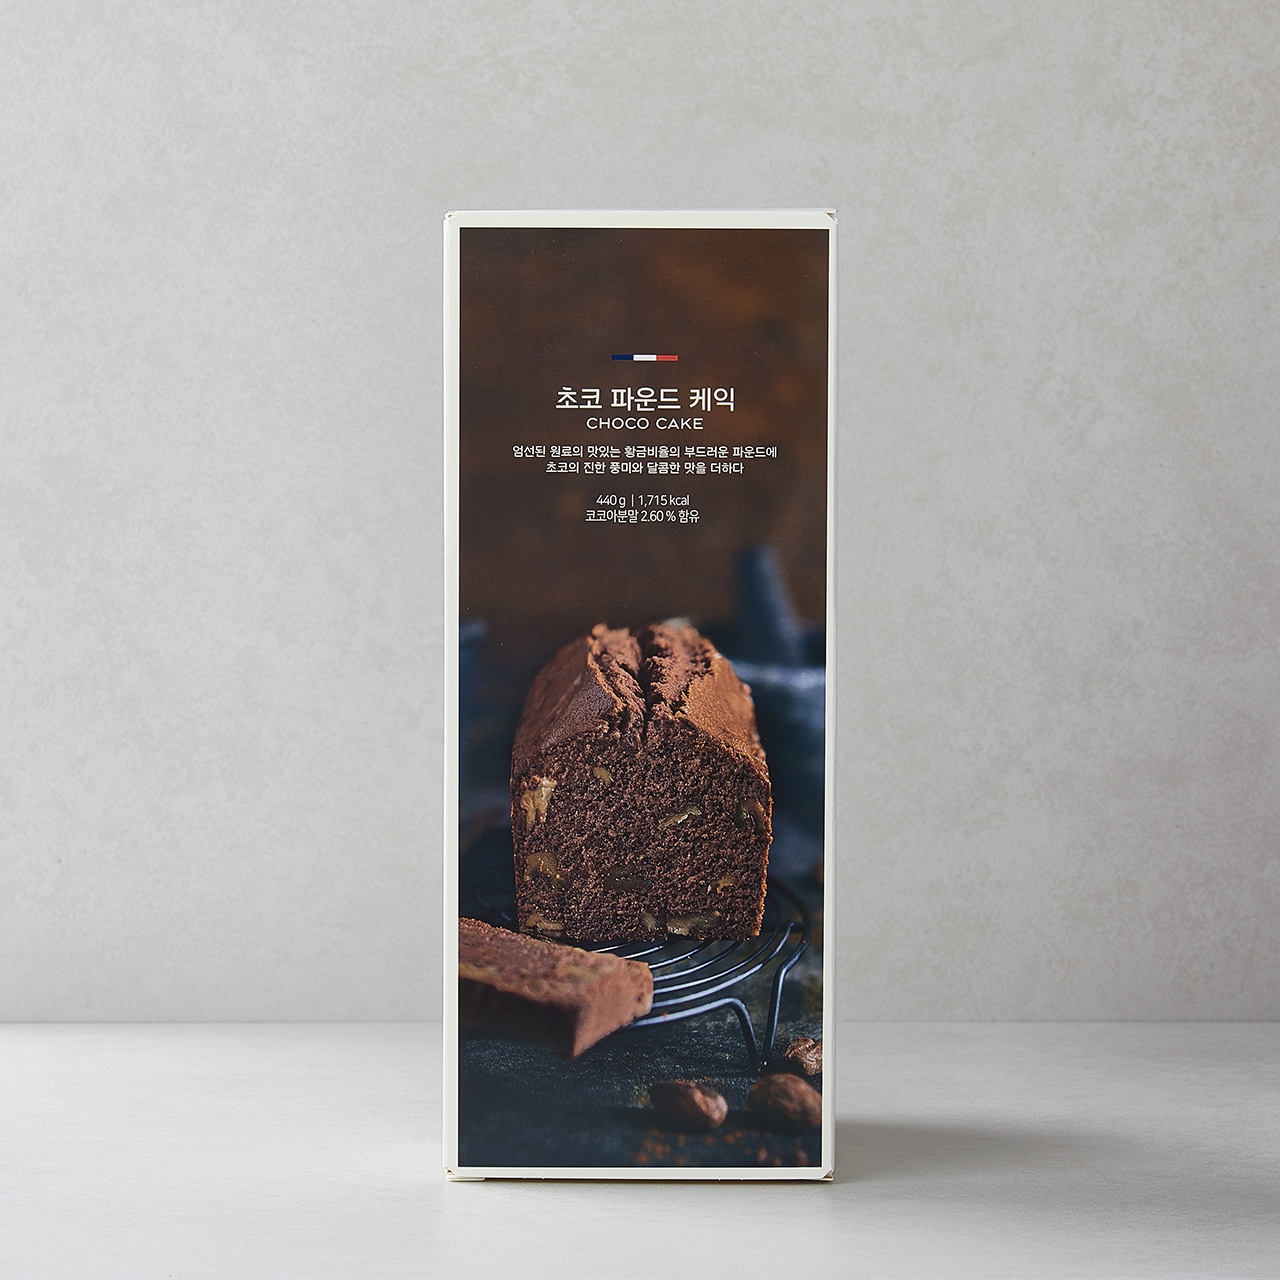 초코 파운드 케익
CHOCO CAKE
엄선된 원료의 맛있는 황금비율의 부드러운 파운드에
초코의 진한 풍미와 달콤한 맛을 더하다
440 g | 1,715 kcal
코코아분말 2.60 % 함유